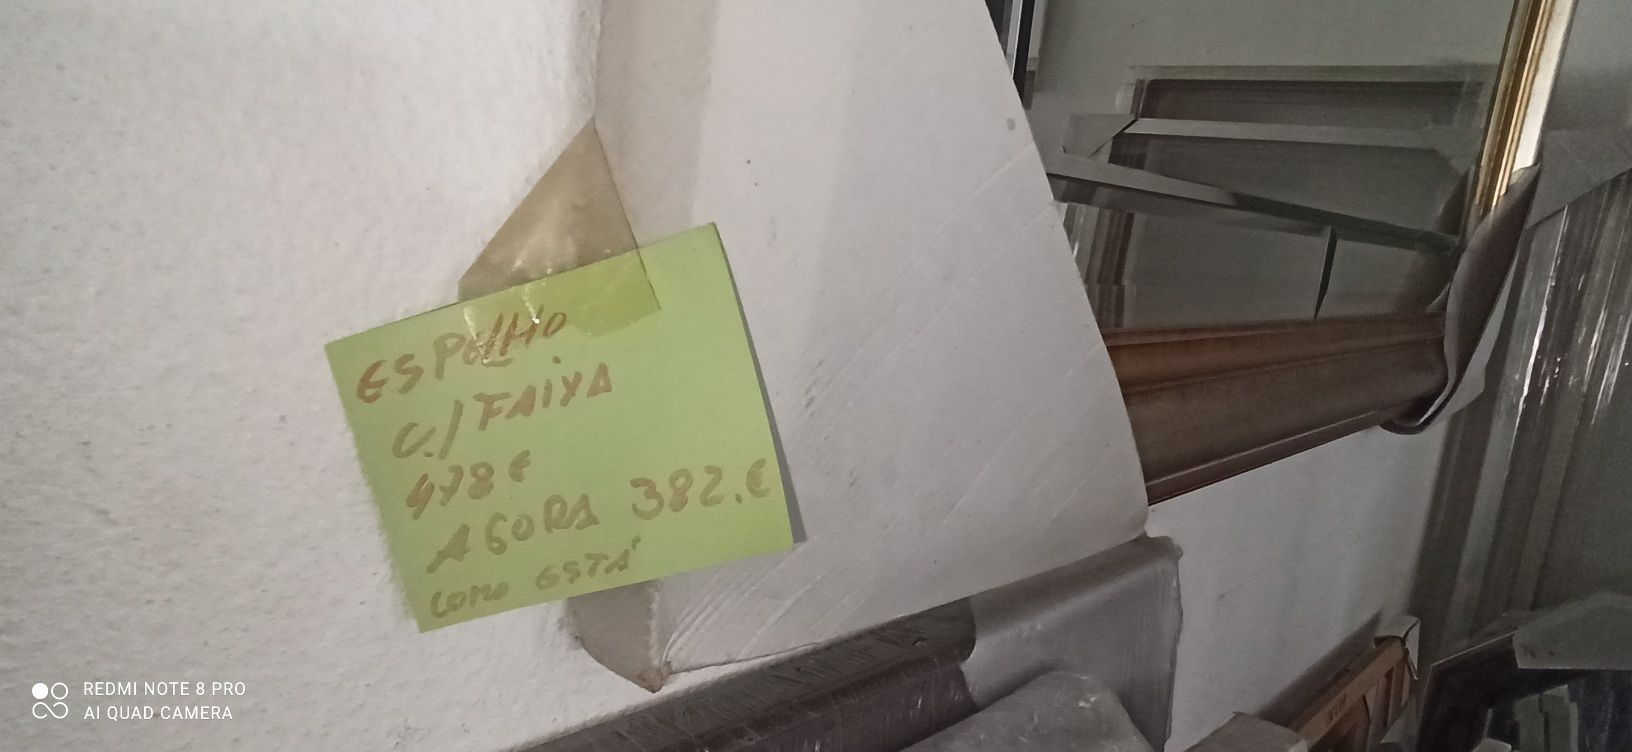 ESPELHO
C./FAIXA
478€
AGORA 382.€
COMO ESTÁ
REDMI NOTE 8 PRO
AI QUAD CAMERA